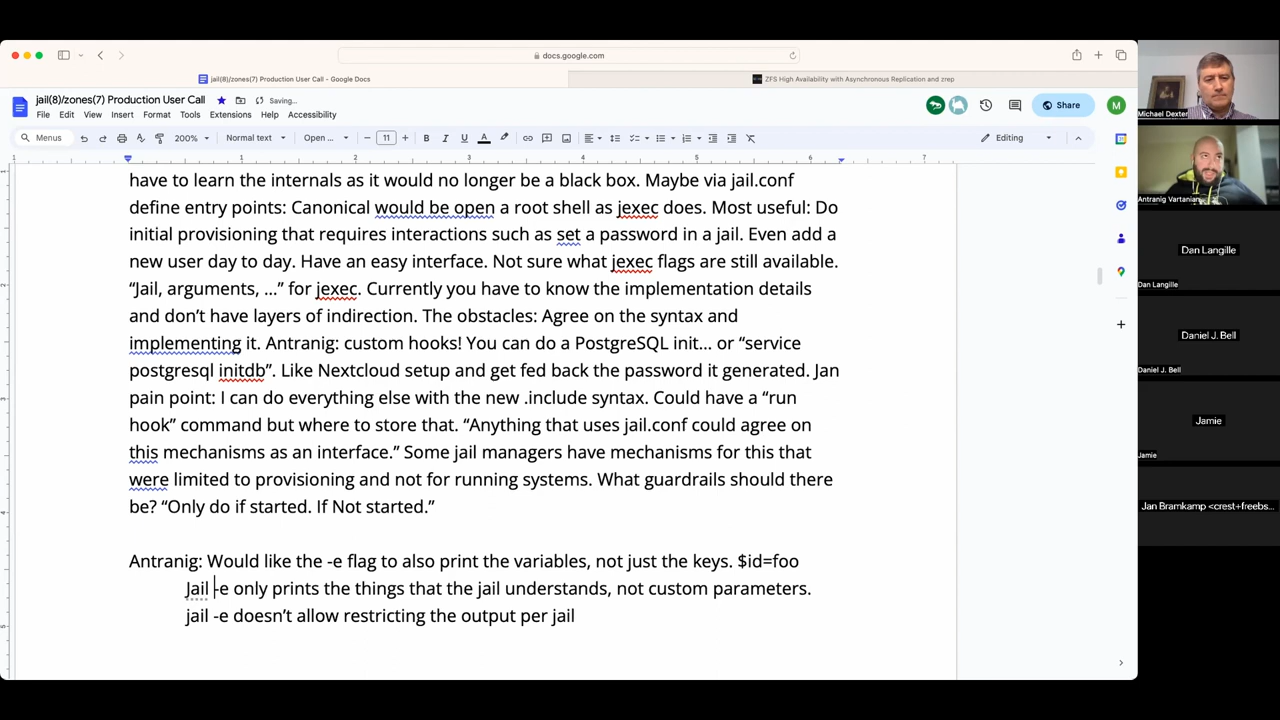 docs.google.com
jail(8)/zones(7) Production User Call - Google Docs
ZFS High Availability with Asynchronous Replication and zrep
jail(8)/zones(7) Production User Call
Saving...
File Edit View Insert Format Tools Extensions Help Accessibility
Share
M
Menus
200%
Normal text
Open ...
11
Editing
1 1 2 3 4 5 6 7
have to learn the internals as it would no longer be a black box. Maybe via jail.conf
define entry points: Canonical would bo open a root shell as jexec does. Most useful: Do
initial provisioning that requires interactions such as set a password in a jail. Even add a
new user day to day. Have an easy interface. Not sure what jexec flags are still available.
“Jail, arguments, ...” for jexec. Currently you have to know the implementation details
and don’t have layers of indirection. The obstacles: Agree on the syntax and
implementing it. Antranig: custom hooks! You can do a PostgreSQL init... or “service
postgresql initdb”. Like Nextcloud setup and get fed back the password it generated. Jan
pain point: I can do everything else with the new .include syntax. Could have a “run
hook” command but where to store that. “Anything that uses jail.conf could agree on
this mechanisms as an interface.” Some jail managers have mechanisms for this that
were limited to provisioning and not for running systems. What guardrails should there
be? “Only do if started. If Not started.”
Antranig: Would like the -e flag to also print the variables, not just the keys. $id=foo
Jail -e only prints the things that the jail understands, not custom parameters.
jail -e doesn’t allow restricting the output per jail
Michael Dexter
Antranig Vartanian
Dan Langille
Dan Langille
Daniel J. Bell
Daniel J. Bell
Jamie
Jamie
Jan Bramkamp <crest+freebs...